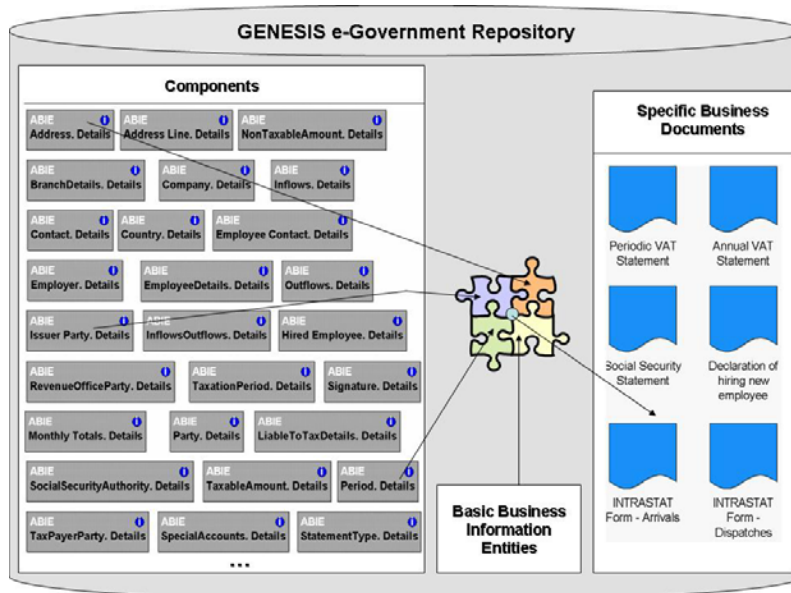 GENESIS e-Government Repository
Components
ABIE
Address. Details
ABIE
Address Line. Details
ABIE
NonTaxableAmount. Details
ABIE
BranchDetails. Details
ABIE
Company. Details
ABIE
Inflows. Details
ABIE
Contact. Details
ABIE
Country. Details
ABIE
Employee Contact. Details
ABIE
Employer. Details
ABIE
EmployeeDetails. Details
ABIE
Outflows. Details
ABIE
Issuer Party. Details
ABIE
InflowsOutflows. Details
ABIE
Hired Employee. Details
ABIE
RevenueOfficeParty. Details
ABIE
TaxationPeriod. Details
ABIE
Signature. Details
ABIE
Monthly Totals. Details
ABIE
Party. Details
ABIE
LiableToTaxDetails. Details
ABIE
SocialSecurityAuthority. Details
ABIE
TaxableAmount. Details
ABIE
Period. Details
ABIE
TaxPayerParty. Details
ABIE
SpecialAccounts. Details
ABIE
StatementType. Details
...
Basic Business
Information
Entities
Specific Business
Documents
Periodic VAT
Statement
Annual VAT
Statement
Social Security
Statement
Declaration of
hiring new
employee
INTRASTAT
Form - Arrivals
INTRASTAT
Form -
Dispatches